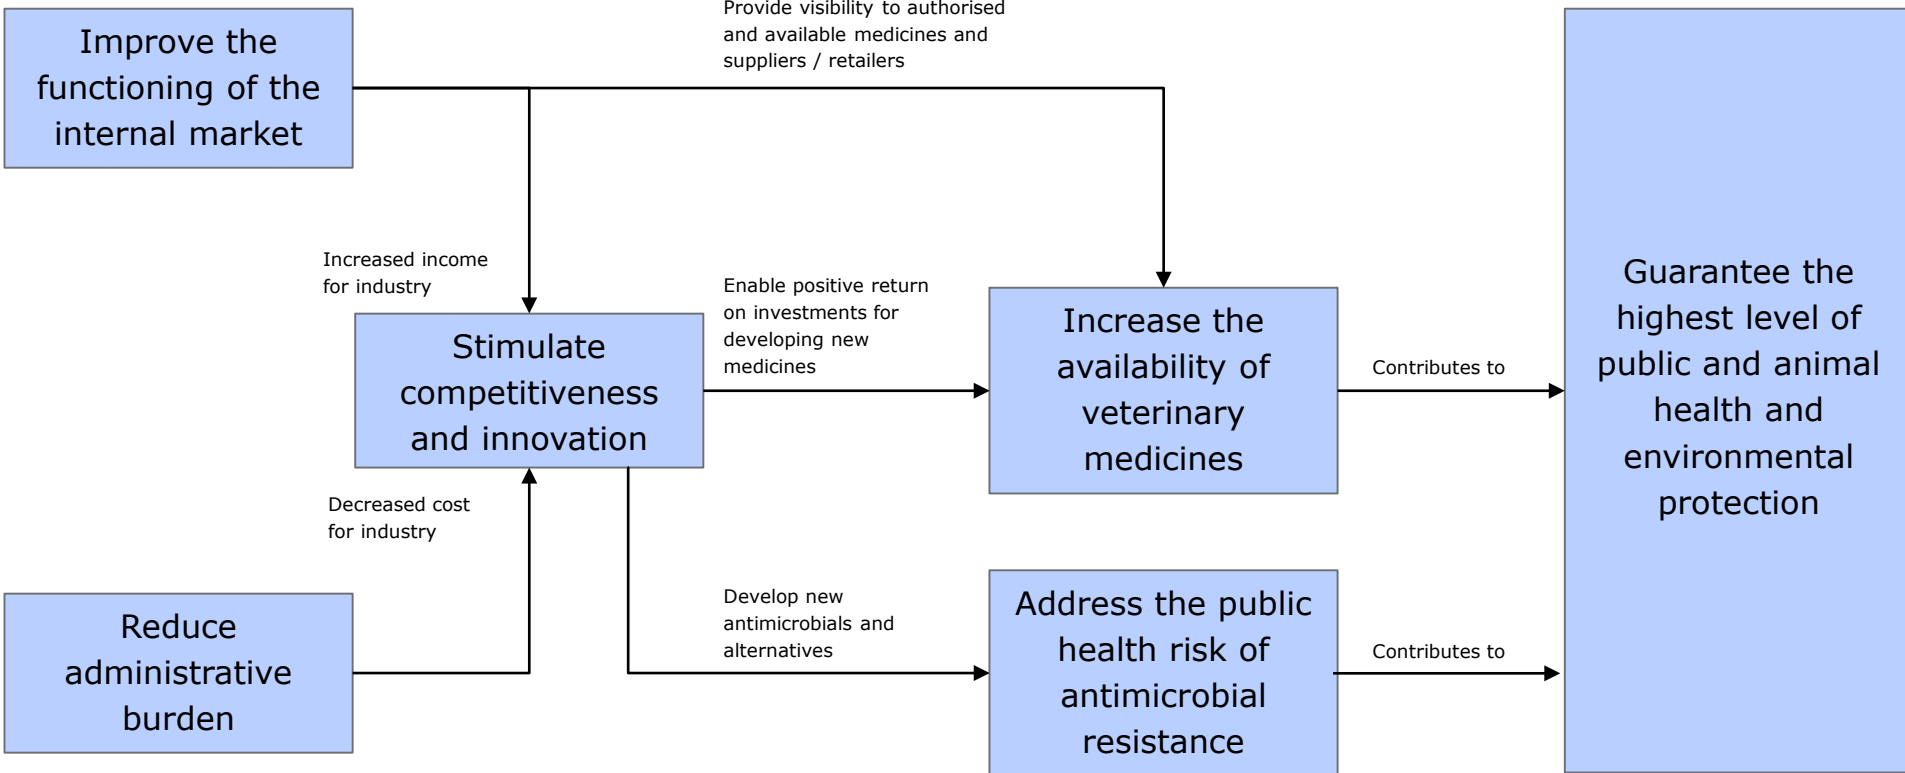 Provide visibility to authorised
and available medicines and
suppliers / retailers
Improve the
functioning of the
internal market
Increased income
for industry
Stimulate
competitiveness
and innovation
Enable positive return
on investments for
developing new
medicines
Increase the
availability of
veterinary
medicines
Contributes to
Guarantee the
highest level of
public and animal
health and
environmental
protection
Decreased cost
for industry
Reduce
administrative
burden
Develop new
antimicrobials and
alternatives
Address the public
health risk of
antimicrobial
resistance
Contributes to